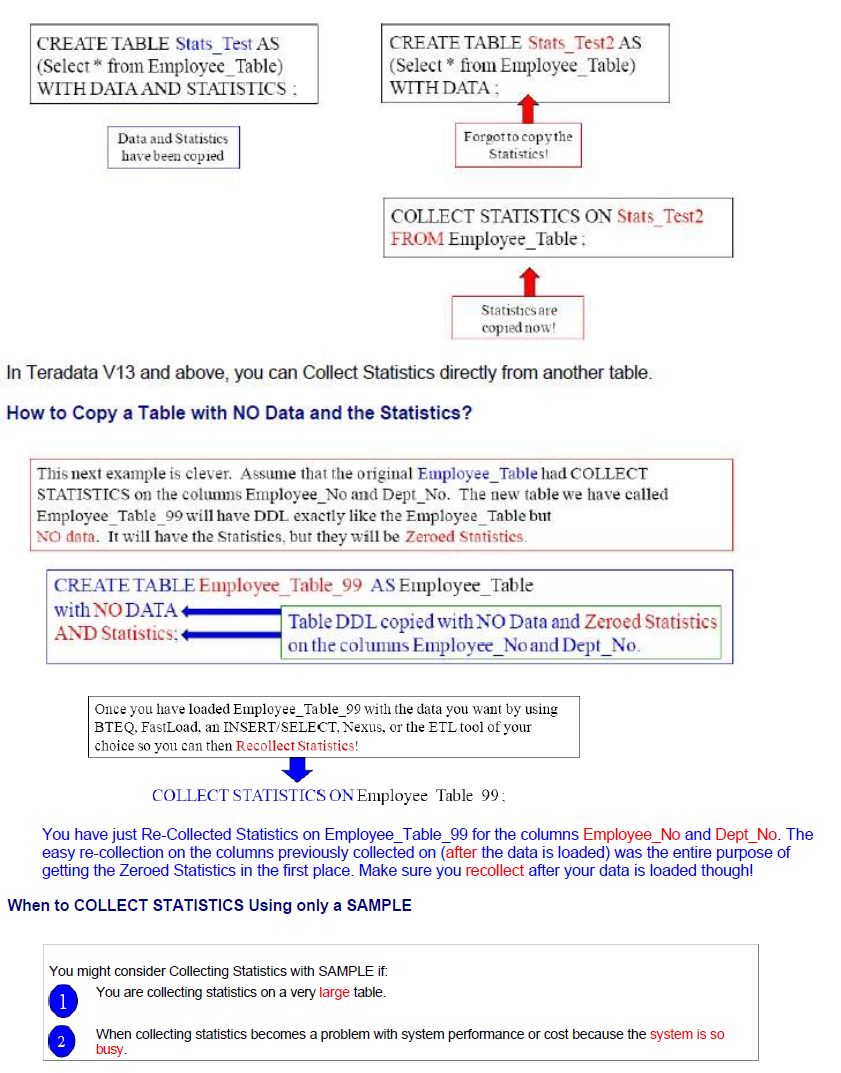 CREATE TABLE Stats_Test AS
(Select * from Employee_Table)
WITH DATA AND STATISTICS ;
CREATE TABLE Stats_Test2 AS
(Select * from Employee_Table)
WITH DATA ;
Data and Statistics
have been copied
Forgot to copy the
Statistics!
COLLECT STATISTICS ON Stats_Test2
FROM Employee_Table ;
Statistics are
copied now!
In Teradata V13 and above, you can Collect Statistics directly from another table.
How to Copy a Table with NO Data and the Statistics?
This next example is clever. Assume that the original Employee_Table had COLLECT
STATISTICS on the columns Employee_No and Dept_No. The new table we have called
Employee_Table_99 will have DDL exactly like the Employee_Table but
NO data. It will have the Statistics, but they will be Zeroed Statistics.
CREATE TABLE Employee_Table_99 AS Employee_Table
with NO DATA
AND Statistics;
Table DDL copied with NO Data and Zeroed Statistics
on the columns Employee_No and Dept_No.
Once you have loaded Employee_Table_99 with the data you want by using
BTEQ, FastLoad, an INSERT/SELECT, Nexus, or the ETL tool of your
choice so you can then Recollect Statistics!
COLLECT STATISTICS ON Employee Table 99 ;
You have just Re-Collected Statistics on Employee_Table_99 for the columns Employee_No and Dept_No. The
easy re-collection on the columns previously collected on (after the data is loaded) was the entire purpose of
getting the Zeroed Statistics in the first place. Make sure you recollect after your data is loaded though!
When to COLLECT STATISTICS Using only a SAMPLE
You might consider Collecting Statistics with SAMPLE if:
1 You are collecting statistics on a very large table.
2 When collecting statistics becomes a problem with system performance or cost because the system is so
busy.